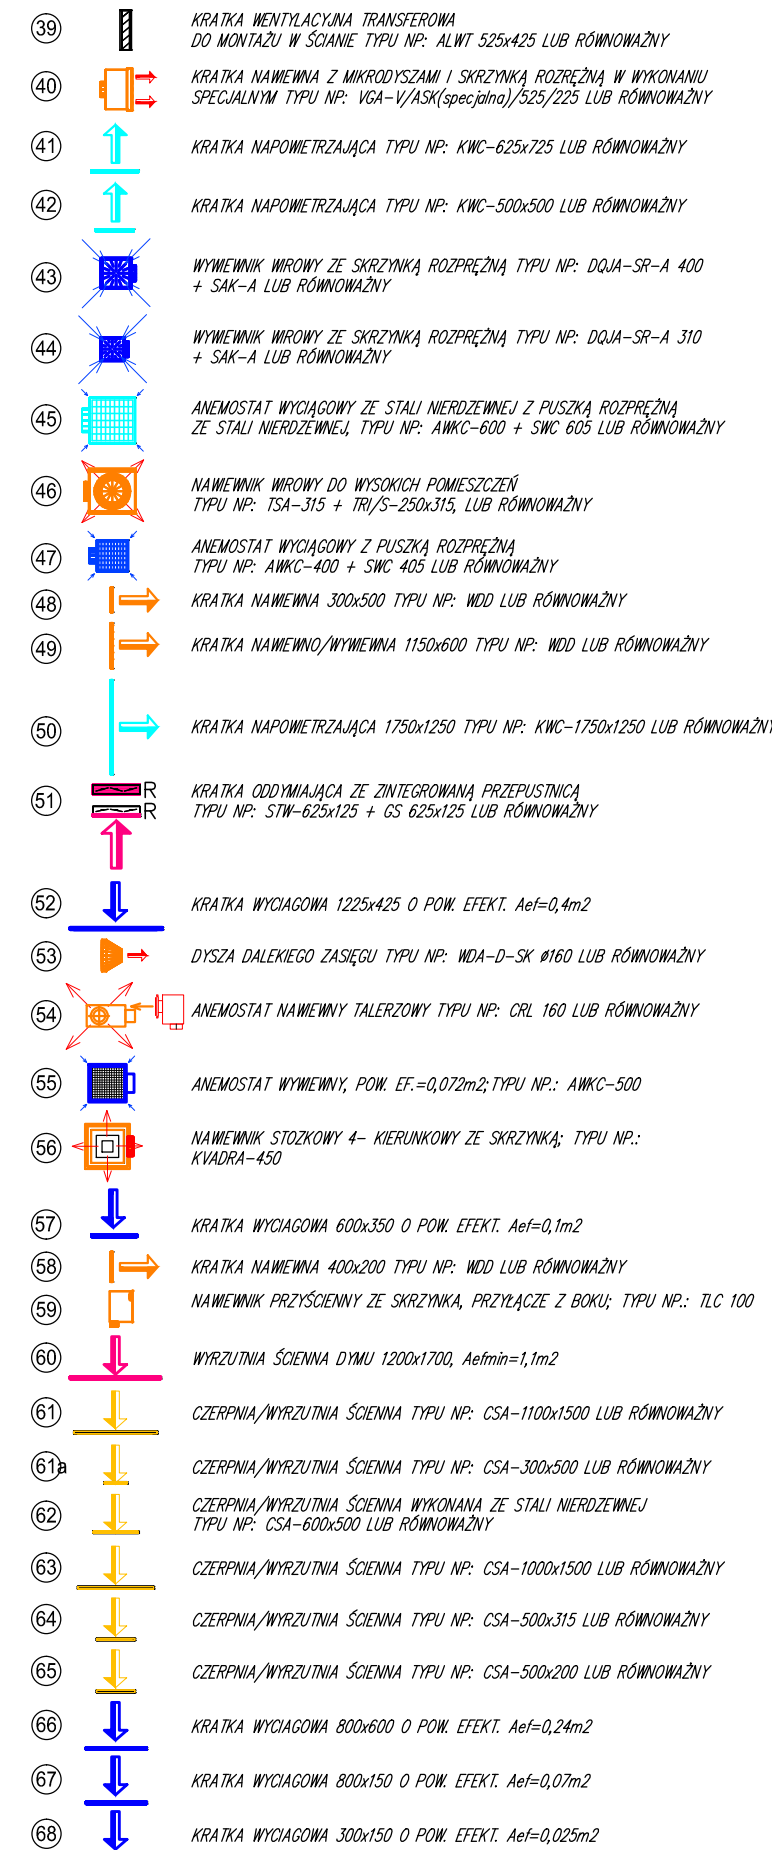 39 KRATKA WENTYLACYJNA TRANSFEROWA
DO MONTAŻU W ŚCIANIE TYPU NP: ALWT 525x425 LUB RÓWNOWAŻNY
40 KRATKA NAWIEWNA Z MIKRODYSZAMI I SKRZYNKĄ ROZRĘŻNĄ W WYKONANIU
SPECJALNYM TYPU NP: VGA-V/ASK(specjalna)/525/225 LUB RÓWNOWAŻNY
41 KRATKA NAPOWIETRZAJĄCA TYPU NP: KWC-625x725 LUB RÓWNOWAŻNY
42 KRATKA NAPOWIETRZAJĄCA TYPU NP: KWC-500x500 LUB RÓWNOWAŻNY
43 WYWIEWNIK WIROWY ZE SKRZYNKĄ ROZPRĘŻNĄ TYPU NP: DQJA-SR-A 400
+ SAK-A LUB RÓWNOWAŻNY
44 WYWIEWNIK WIROWY ZE SKRZYNKĄ ROZPRĘŻNĄ TYPU NP: DQJA-SR-A 310
+ SAK-A LUB RÓWNOWAŻNY
45 ANEMOSTAT WYCIĄGOWY ZE STALI NIERDZEWNEJ Z PUSZKĄ ROZPRĘŻNĄ
ZE STALI NIERDZEWNEJ, TYPU NP: AWKC-600 + SWC 605 LUB RÓWNOWAŻNY
46 NAWIEWNIK WIROWY DO WYSOKICH POMIESZCZEŃ
TYPU NP: TSA-315 + TRI/S-250x315, LUB RÓWNOWAŻNY
47 ANEMOSTAT WYCIĄGOWY Z PUSZKĄ ROZPRĘŻNĄ
TYPU NP: AWKC-400 + SWC 405 LUB RÓWNOWAŻNY
48 KRATKA NAWIEWNA 300x500 TYPU NP: WDD LUB RÓWNOWAŻNY
49 KRATKA NAWIEWNO/WYWIEWNA 1150x600 TYPU NP: WDD LUB RÓWNOWAŻNY
50 KRATKA NAPOWIETRZAJĄCA 1750x1250 TYPU NP: KWC-1750x1250 LUB RÓWNOWAŻNY
51 R KRATKA ODDYMIAJĄCA ZE ZINTEGROWANĄ PRZEPUSTNICĄ
R TYPU NP: STW-625x125 + GS 625x125 LUB RÓWNOWAŻNY
52 KRATKA WYCIAGOWA 1225x425 O POW. EFEKT. Aef=0,4m2
53 DYSZA DALEKIEGO ZASIĘGU TYPU NP: WDA-D-SK ø160 LUB RÓWNOWAŻNY
54 ANEMOSTAT NAWIEWNY TALERZOWY TYPU NP: CRL 160 LUB RÓWNOWAŻNY
55 ANEMOSTAT WYWIEWNY, POW. EF.=0,072m2; TYPU NP.: AWKC-500
56 NAWIEWNIK STOZKOWY 4- KIERUNKOWY ZE SKRZYNKĄ; TYPU NP.:
KVADRA-450
57 KRATKA WYCIAGOWA 600x350 O POW. EFEKT. Aef=0,1m2
58 KRATKA NAWIEWNA 400x200 TYPU NP: WDD LUB RÓWNOWAŻNY
59 NAWIEWNIK PRZYŚCIENNY ZE SKRZYNKA, PRZYŁĄCZE Z BOKU; TYPU NP.: TLC 100
60 WYRZUTNIA ŚCIENNA DYMU 1200x1700, Aefmin=1,1m2
61 CZERPNIA/WYRZUTNIA ŚCIENNA TYPU NP: CSA-1100x1500 LUB RÓWNOWAŻNY
61a CZERPNIA/WYRZUTNIA ŚCIENNA TYPU NP: CSA-300x500 LUB RÓWNOWAŻNY
62 CZERPNIA/WYRZUTNIA ŚCIENNA WYKONANA ZE STALI NIERDZEWNEJ
TYPU NP: CSA-600x500 LUB RÓWNOWAŻNY
63 CZERPNIA/WYRZUTNIA ŚCIENNA TYPU NP: CSA-1000x1500 LUB RÓWNOWAŻNY
64 CZERPNIA/WYRZUTNIA ŚCIENNA TYPU NP: CSA-500x315 LUB RÓWNOWAŻNY
65 CZERPNIA/WYRZUTNIA ŚCIENNA TYPU NP: CSA-500x200 LUB RÓWNOWAŻNY
66 KRATKA WYCIAGOWA 800x600 O POW. EFEKT. Aef=0,24m2
67 KRATKA WYCIAGOWA 800x150 O POW. EFEKT. Aef=0,07m2
68 KRATKA WYCIAGOWA 300x150 O POW. EFEKT. Aef=0,025m2